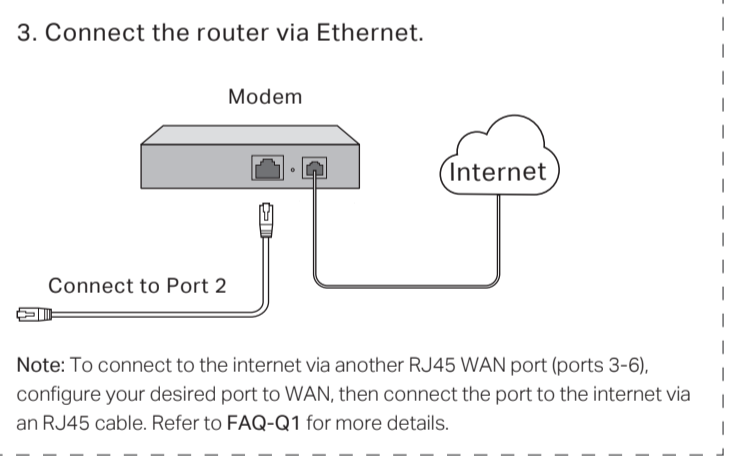 3. Connect the router via Ethernet.
Modem
Internet
Connect to Port 2
Note: To connect to the internet via another RJ45 WAN port (ports 3-6),
configure your desired port to WAN, then connect the port to the internet via
an RJ45 cable. Refer to FAQ-Q1 for more details.